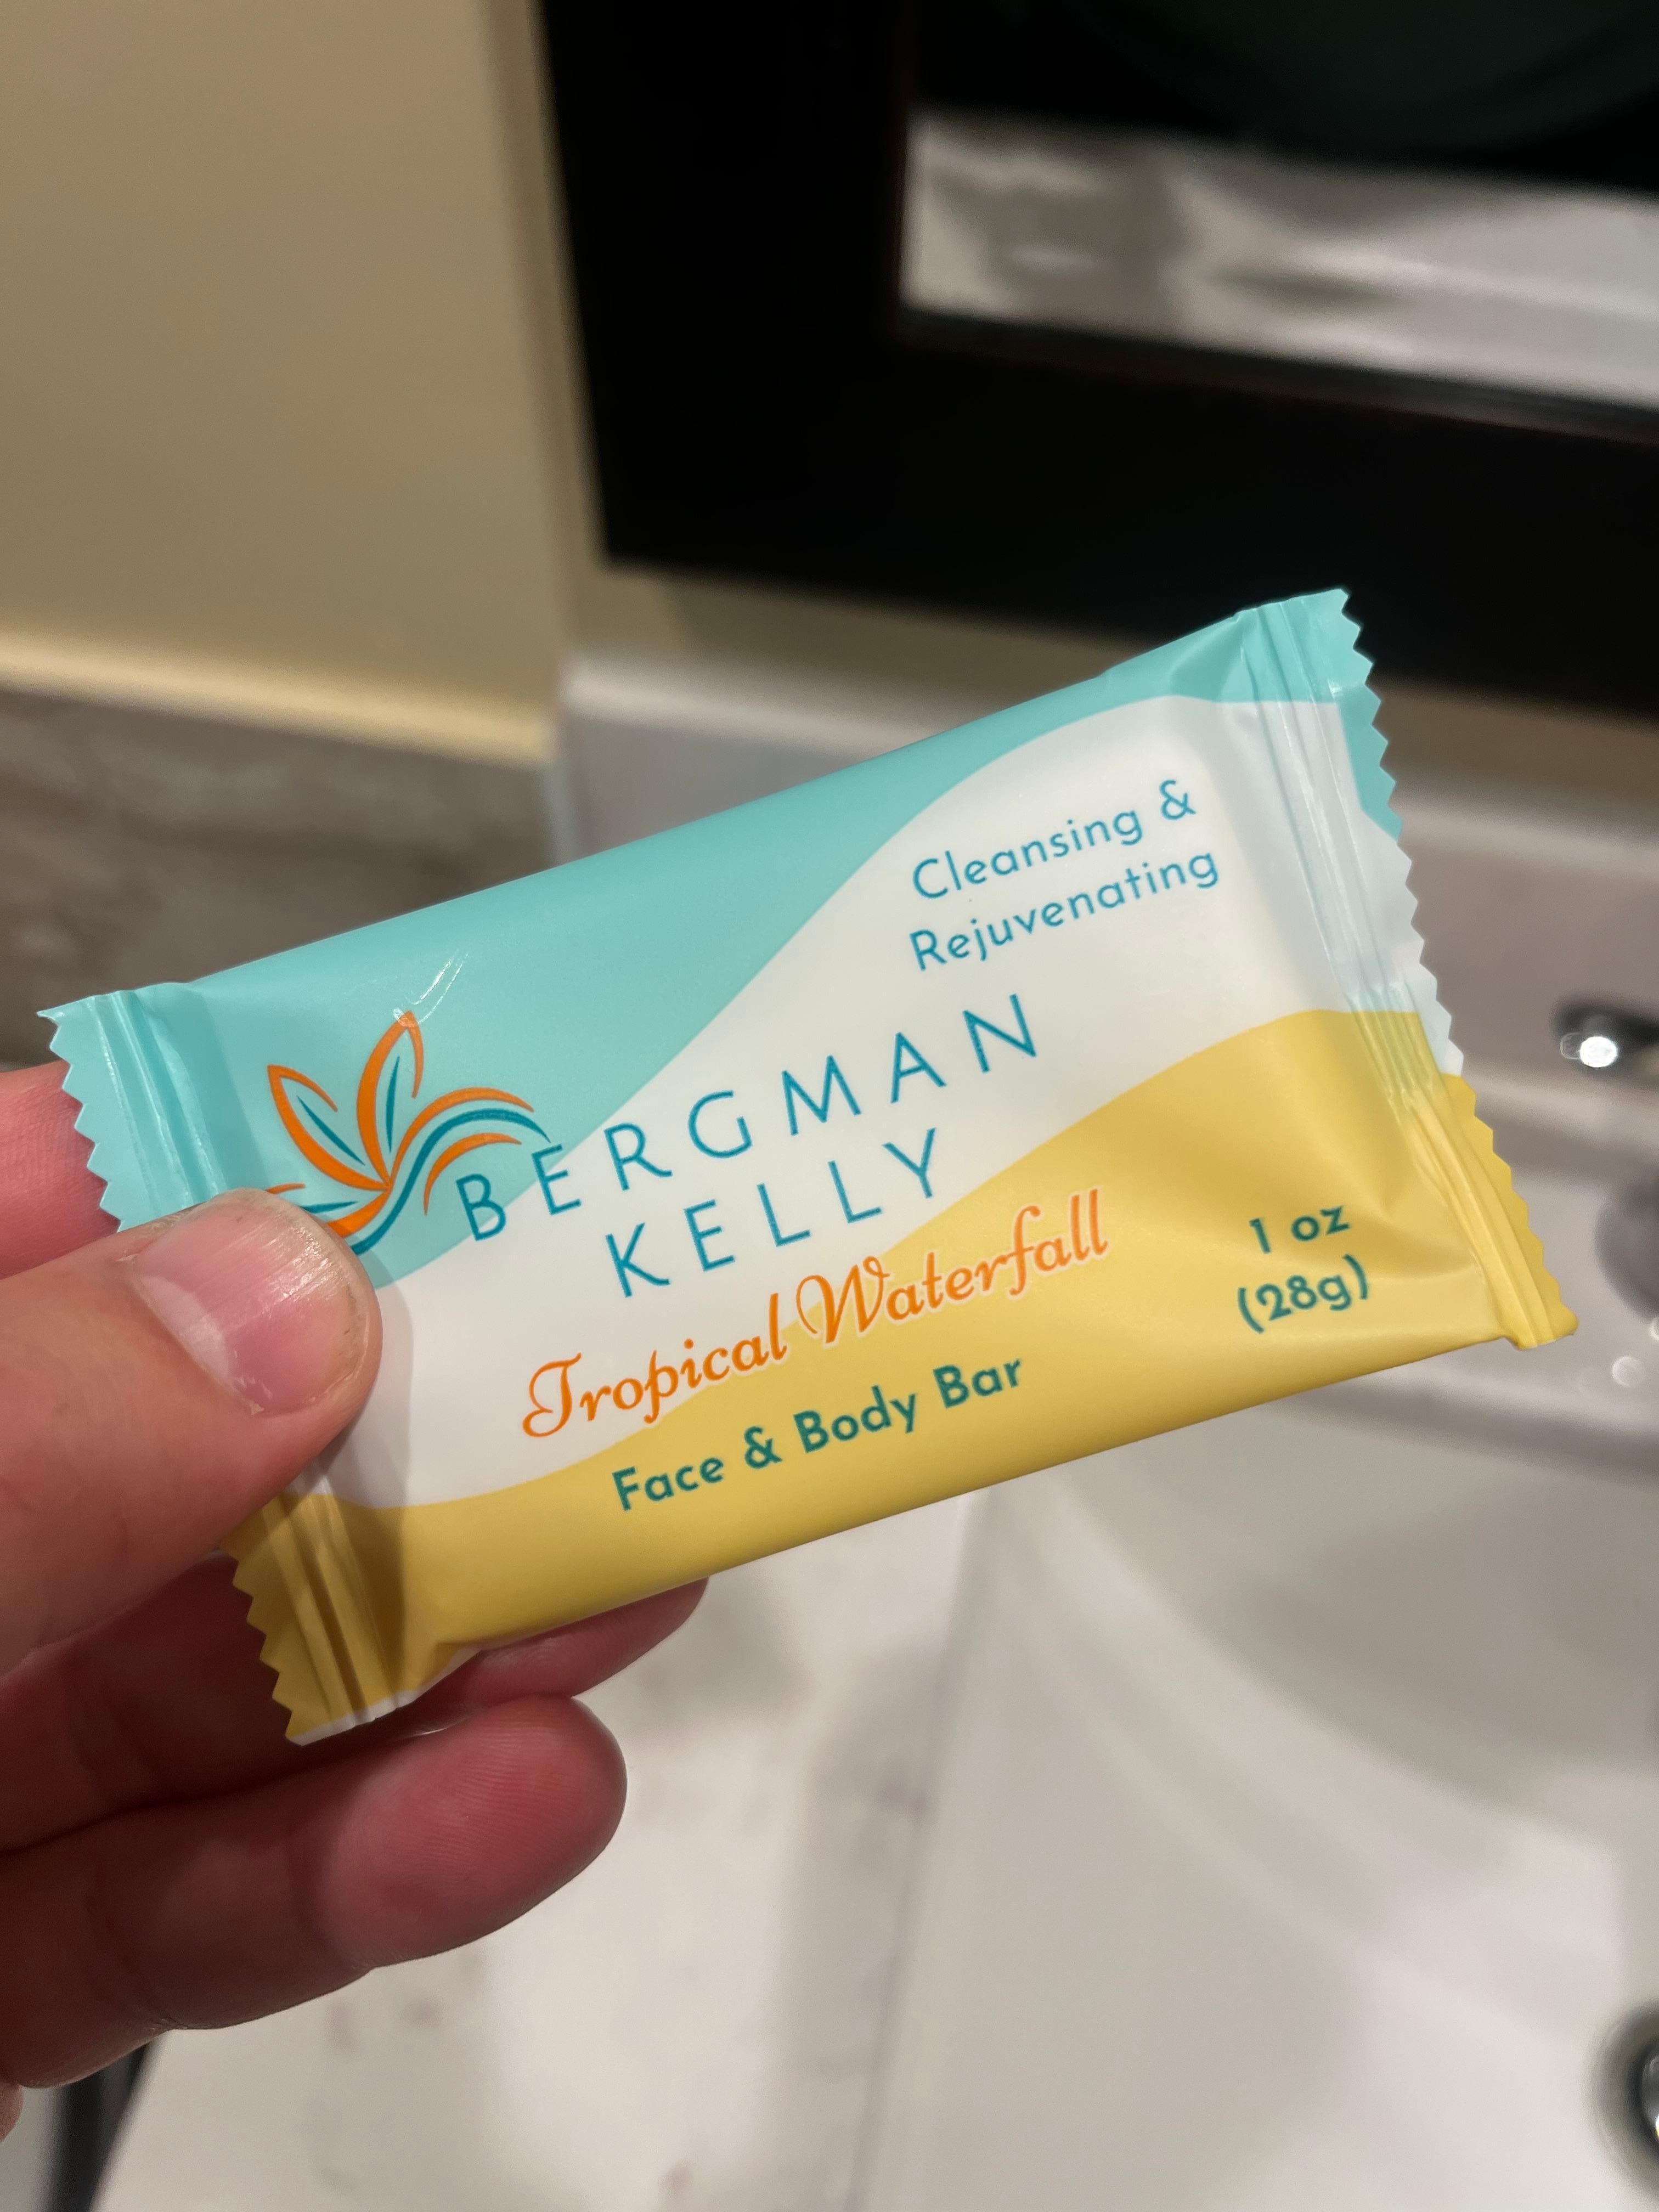 Cleansing &
Rejuvenating
BERGMAN
KELLY
Tropical Waterfall
Face & Body Bar
1 oz
(28g)